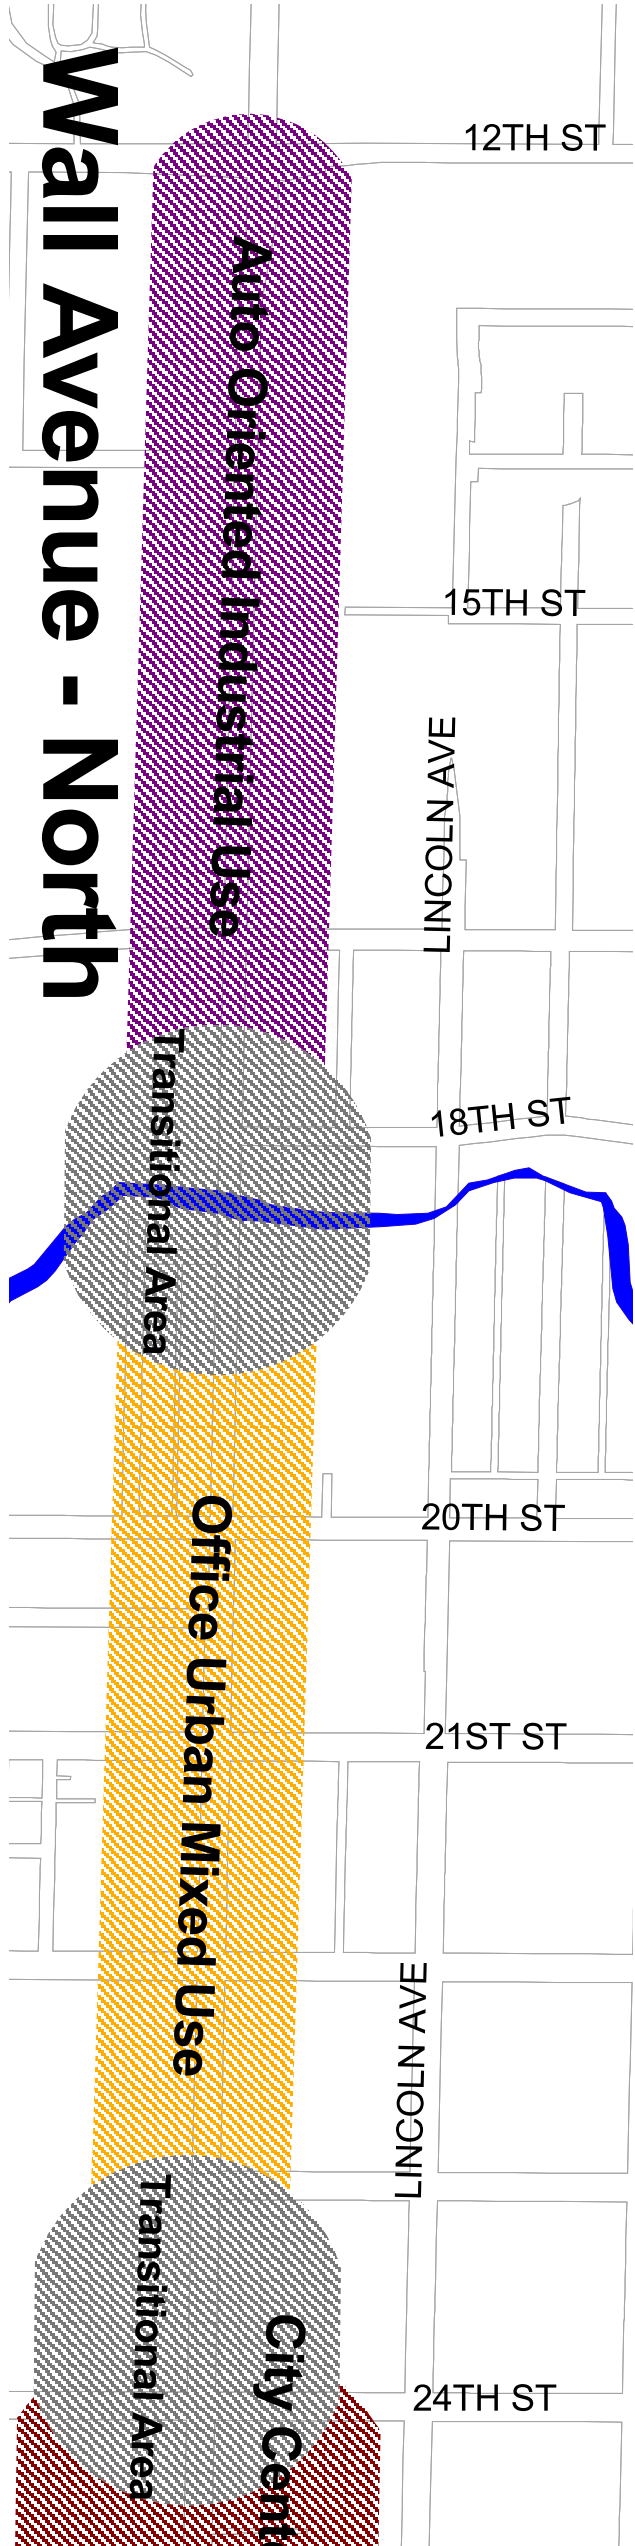 Wall Avenue - North
12TH ST
Auto Oriented Industrial Use
15TH ST
LINCOLN AVE
Transitional Area
18TH ST
Office Urban Mixed Use
20TH ST
21ST ST
LINCOLN AVE
Transitional Area
City Cent
24TH ST